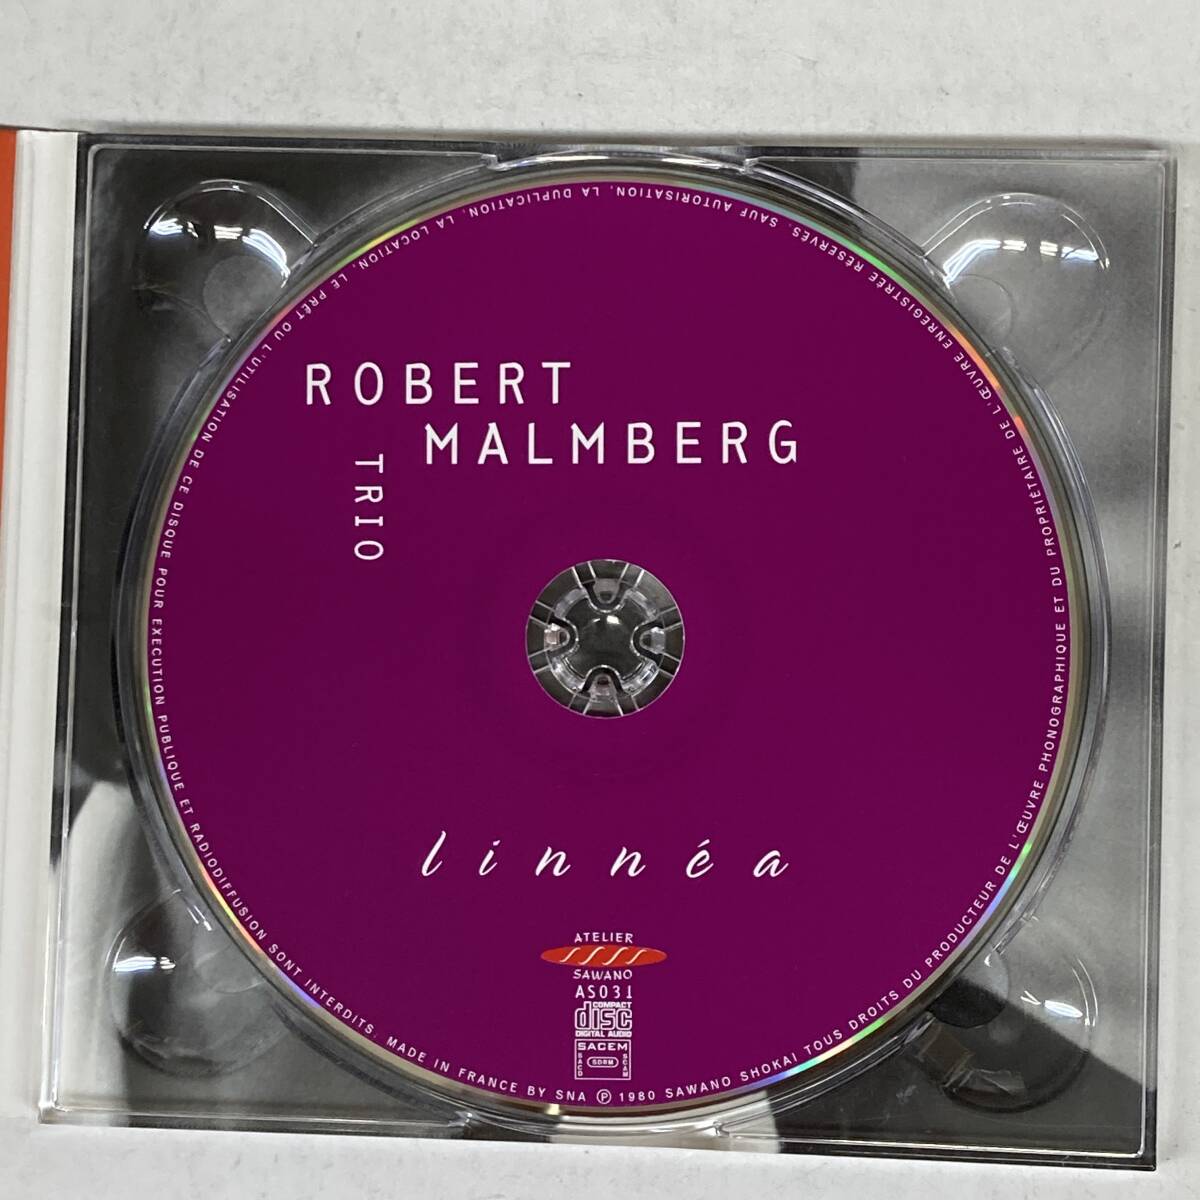 ROBERT
MALMBERG
TRIO
linnéa
ATELIER
SAWANO
AS031
COMPACT
disc
DIGITAL AUDIO
SACEM
SACD
SDRM
SCAM
TOUS DROITS DU PRODUCTEUR DE L'ŒUVRE PHONOGRAPHIQUE ET DU PROPRIÉTAIRE DE L'ŒUVRE ENREGISTRÉE RÉSERVÉS. SAUF AUTORISATION, LA DUPLICATION, LA LOCATION, LE PRÊT OU L'UTILISATION DE CE DISQUE POUR EXECUTION PUBLIQUE ET RADIODIFFUSION SONT INTERDITS. MADE IN FRANCE BY SNA Ⓟ 1980 SAWANO SHOKAI